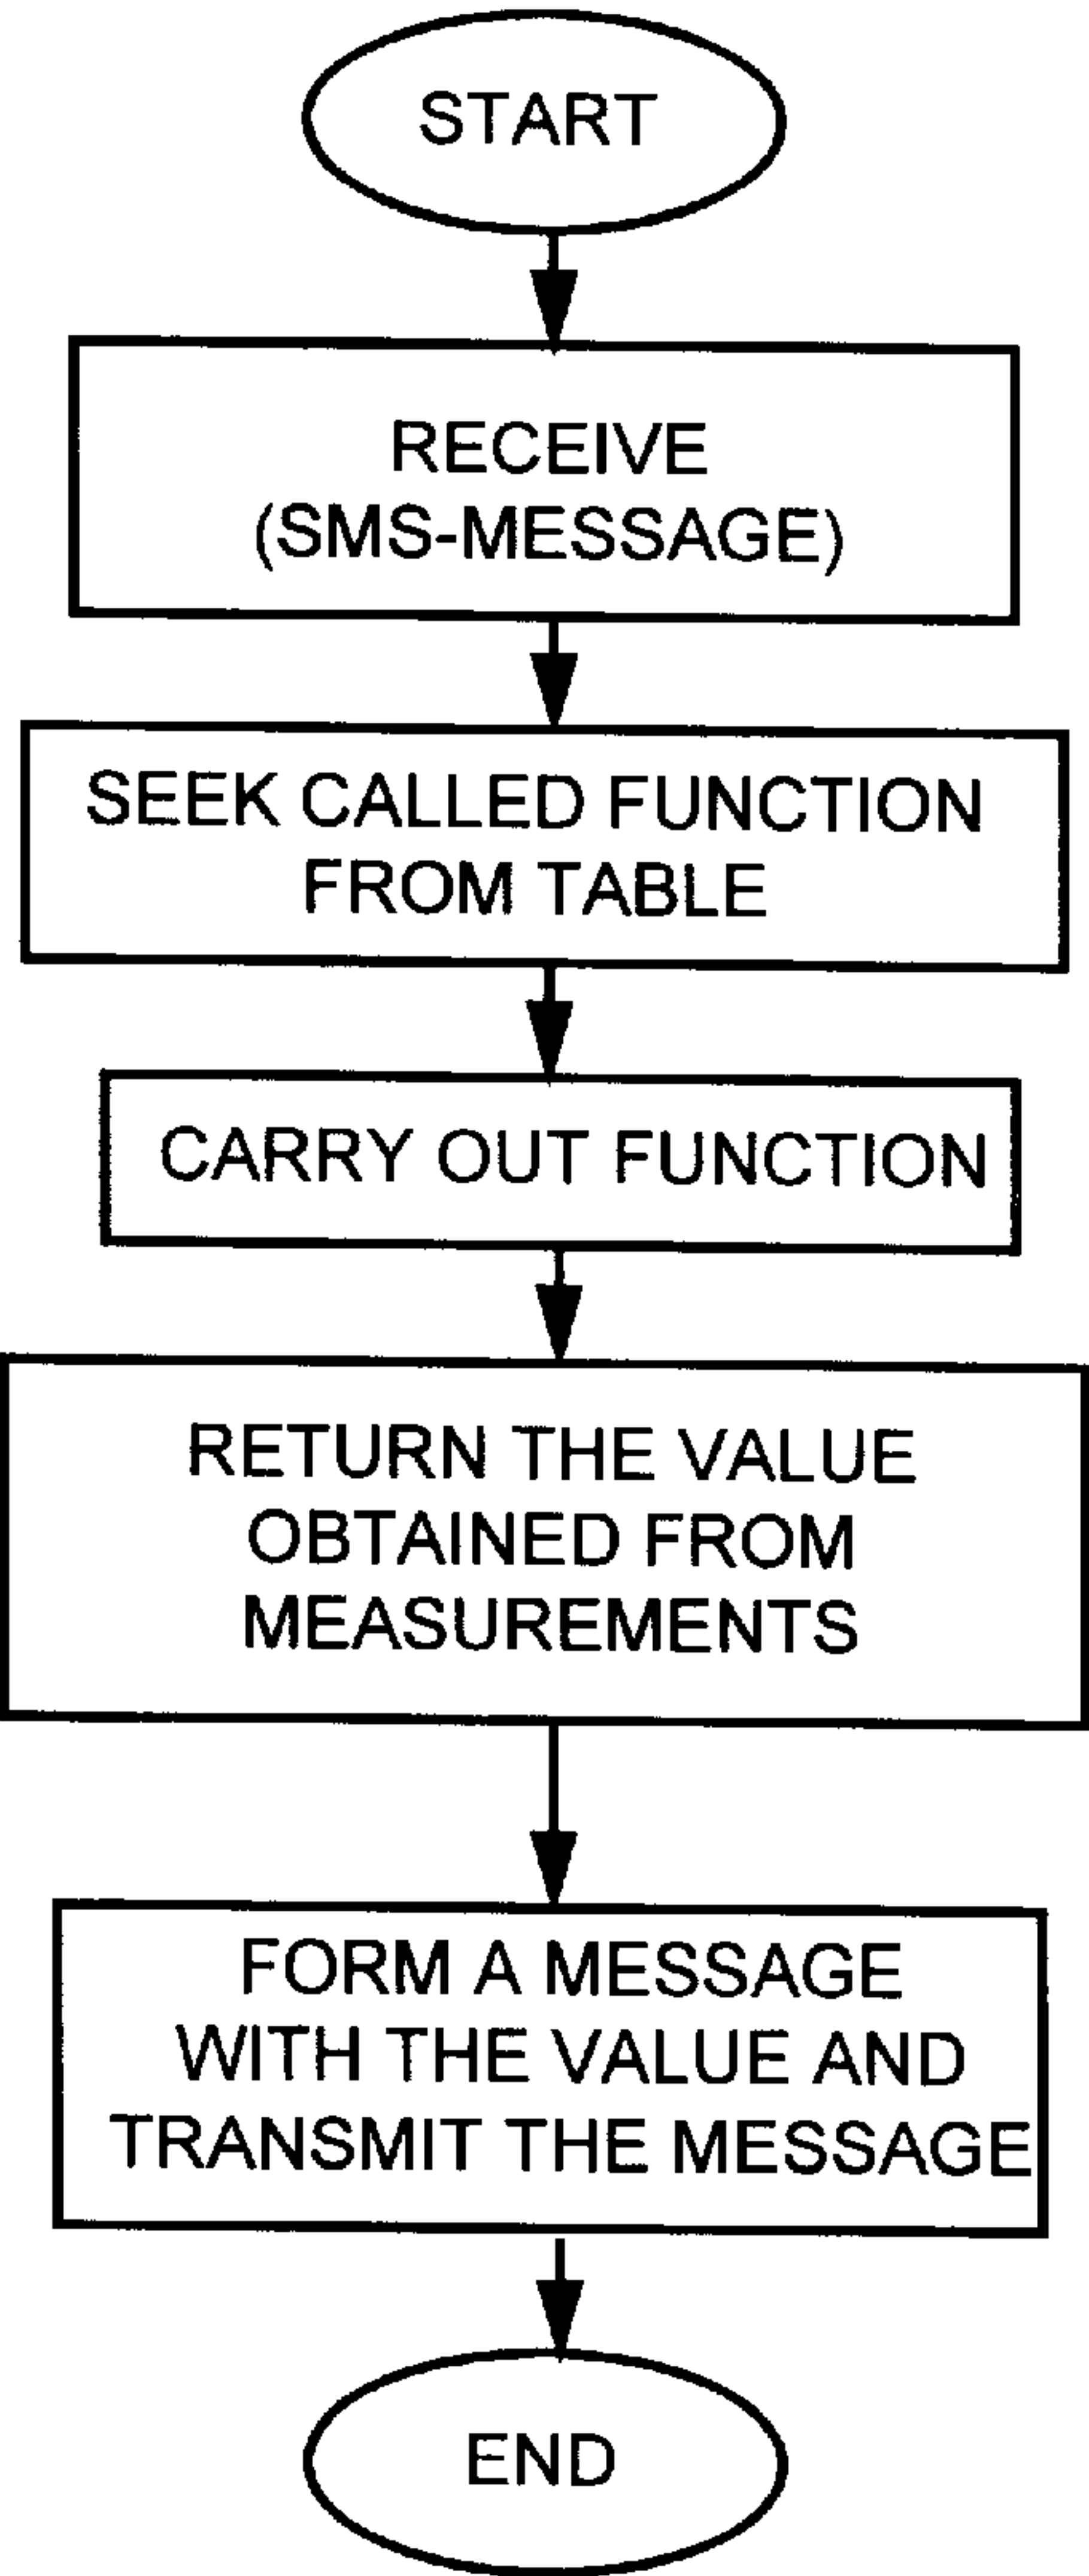 START
RECEIVE
(SMS-MESSAGE)
SEEK CALLED FUNCTION
FROM TABLE
CARRY OUT FUNCTION
RETURN THE VALUE
OBTAINED FROM
MEASUREMENTS
FORM A MESSAGE
WITH THE VALUE AND
TRANSMIT THE MESSAGE
END